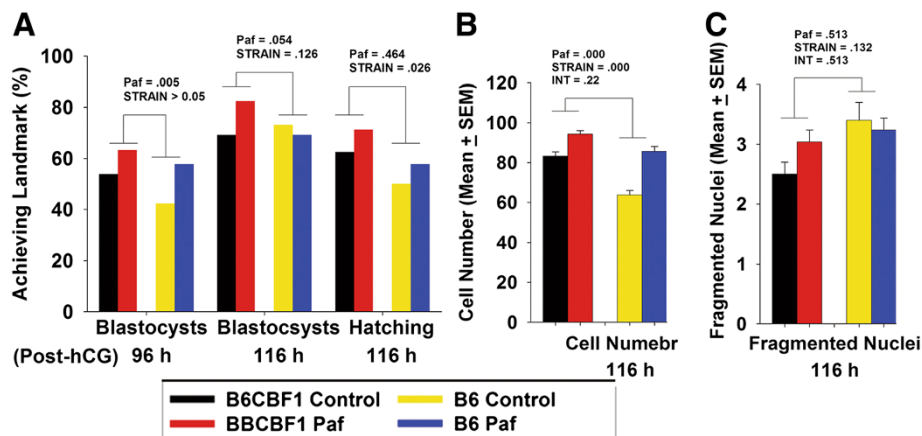 A
Achieving Landmark (%)
100
80
60
40
20
0
Paf = .005
STRAIN > 0.05
Paf = .054
STRAIN = .126
Paf = .464
STRAIN = .026
Blastocysts
Blastocsysts
Hatching
(Post-hCG)
96 h
116 h
116 h
B
Cell Number (Mean ± SEM)
120
100
80
60
40
20
0
Paf = .000
STRAIN = .000
INT = .22
Cell Numebr
116 h
C
Fragmented Nuclei (Mean ± SEM)
4
3
2
1
0
Paf = .513
STRAIN = .132
INT = .513
Fragmented Nuclei
116 h
B6CBF1 Control
B6 Control
BBCBF1 Paf
B6 Paf